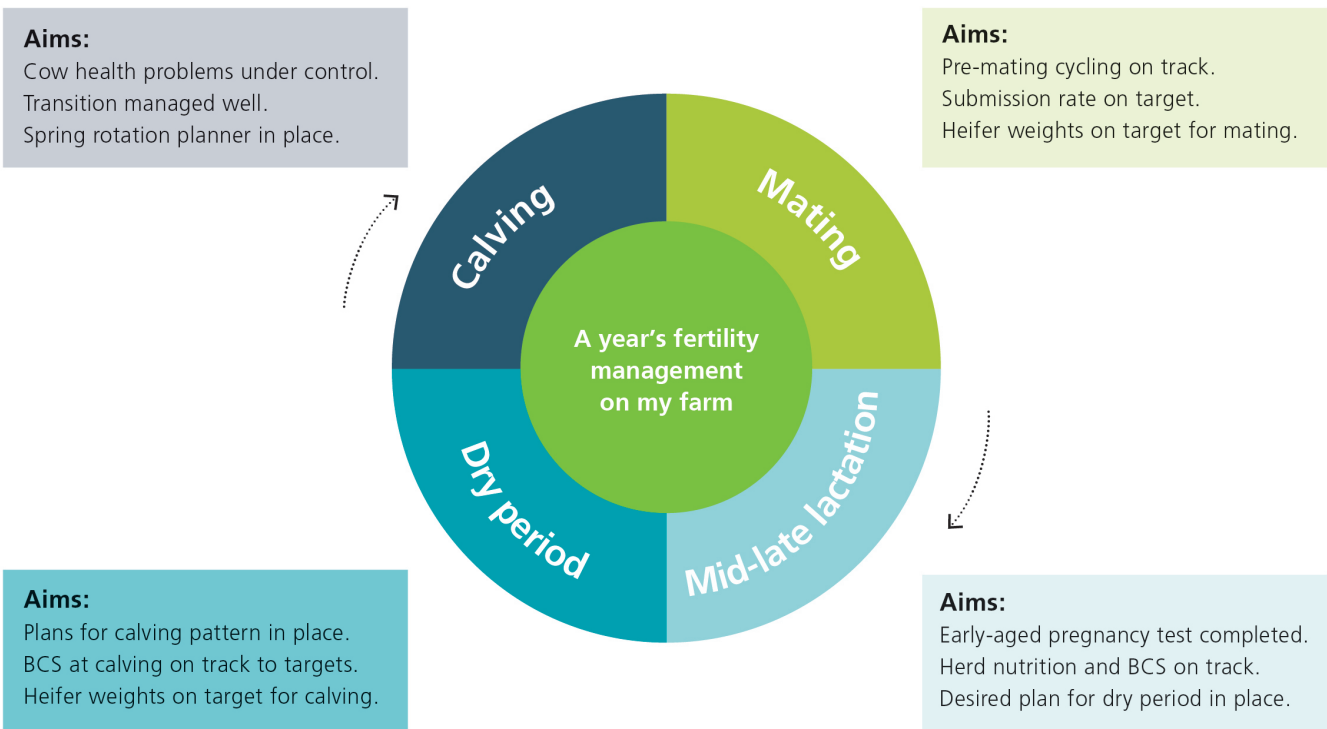 Aims:
Cow health problems under control.
Transition managed well.
Spring rotation planner in place.
Aims:
Pre-mating cycling on track.
Submission rate on target.
Heifer weights on target for mating.
Calving
Mating
A year’s fertility
management
on my farm
Dry period
Mid-late lactation
Aims:
Plans for calving pattern in place.
BCS at calving on track to targets.
Heifer weights on target for calving.
Aims:
Early-aged pregnancy test completed.
Herd nutrition and BCS on track.
Desired plan for dry period in place.